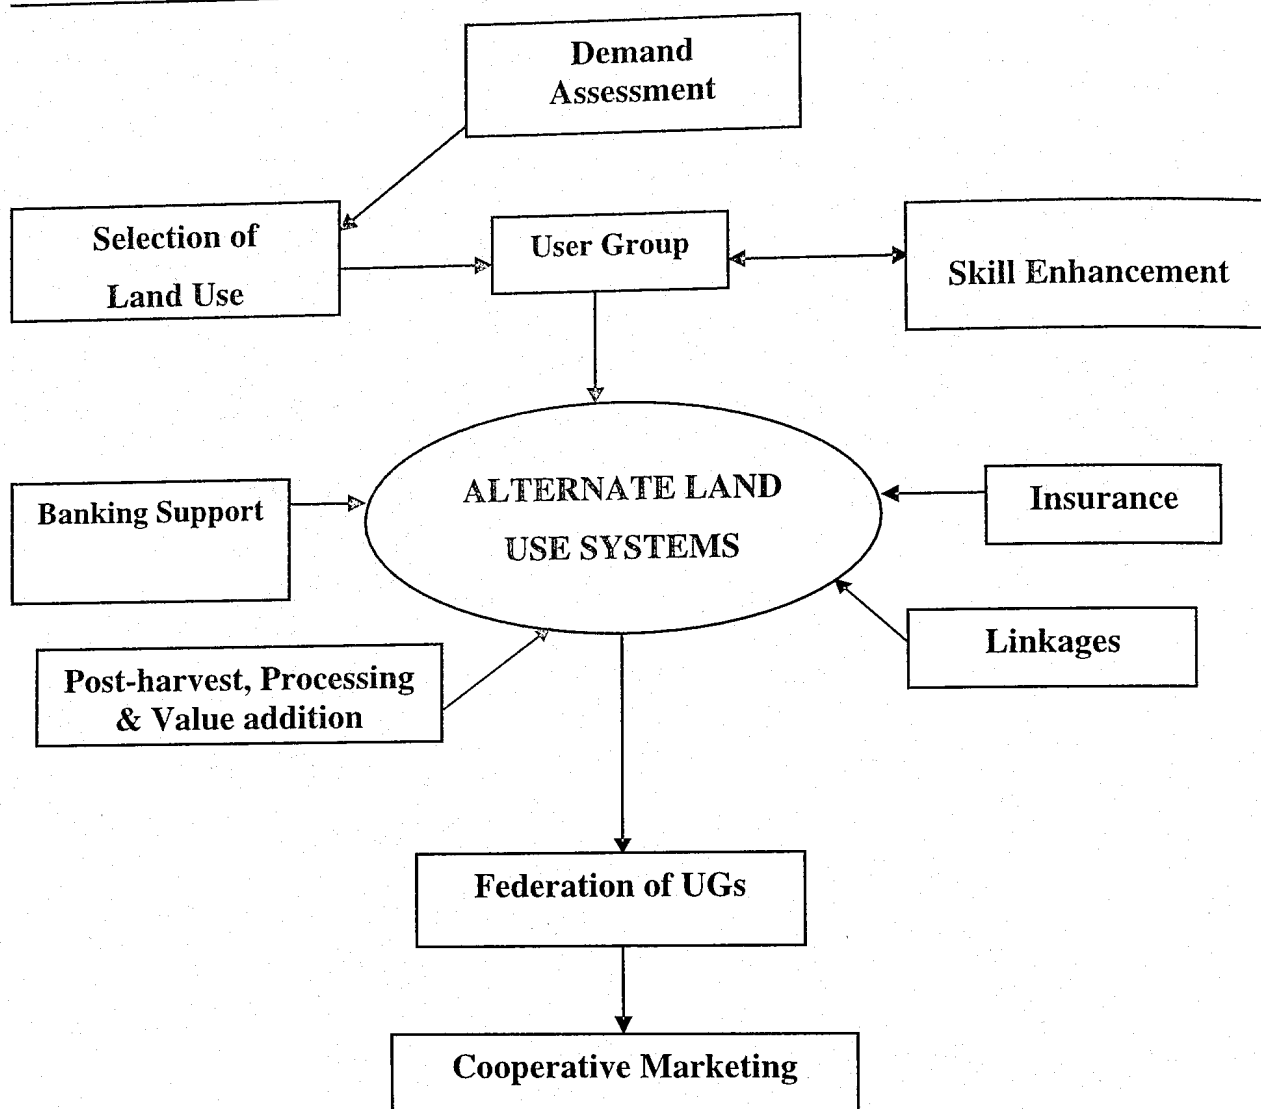 Demand
Assessment
Selection of
Land Use
User Group
Skill Enhancement
ALTERNATE LAND
USE SYSTEMS
Banking Support
Insurance
Linkages
Post-harvest, Processing
& Value addition
Federation of UGs
Cooperative Marketing